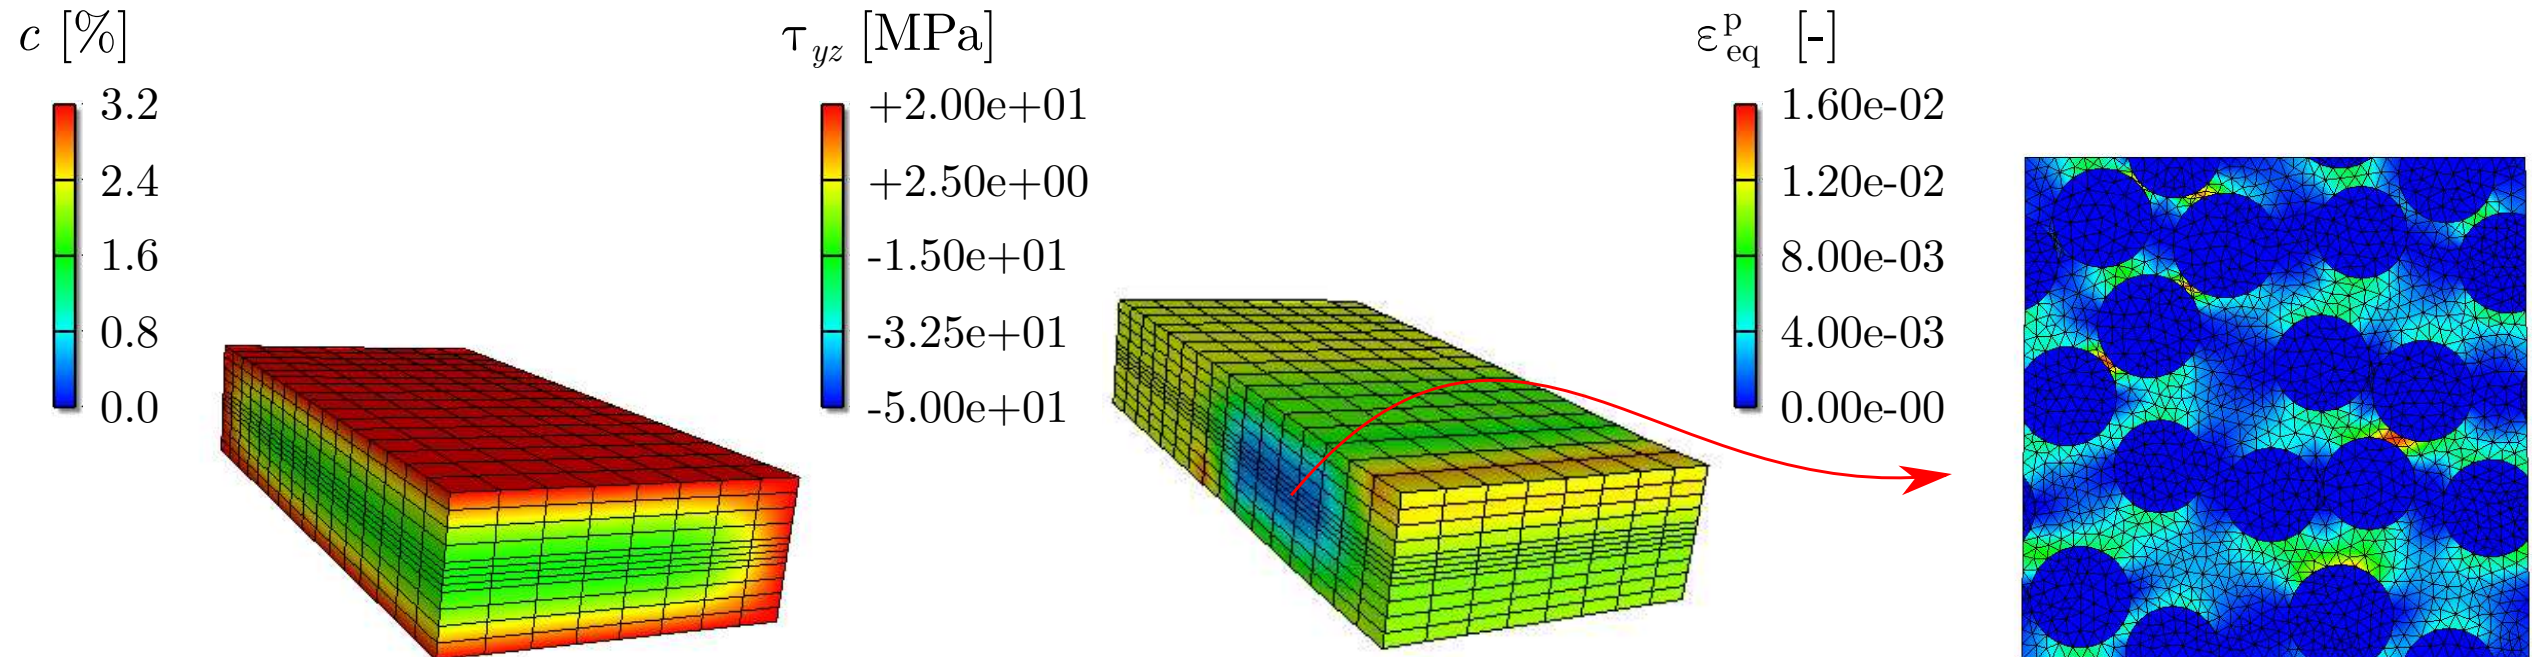 c [%]
3.2
2.4
1.6
0.8
0.0
τyz [MPa]
+2.00e+01
+2.50e+00
-1.50e+01
-3.25e+01
-5.00e+01
εpeq [-]
1.60e-02
1.20e-02
8.00e-03
4.00e-03
0.00e-00